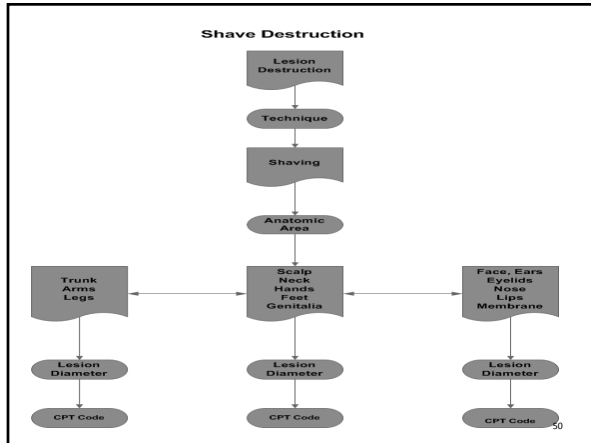 Shave Destruction
Lesion
Destruction
Technique
Shaving
Anatomic
Area
Trunk
Arms
Legs
Scalp
Neck
Hands
Feet
Genitalia
Face, Ears
Eyelids
Nose
Lips
Membrane
Lesion
Diameter
Lesion
Diameter
Lesion
Diameter
CPT Code
CPT Code
CPT Code
50